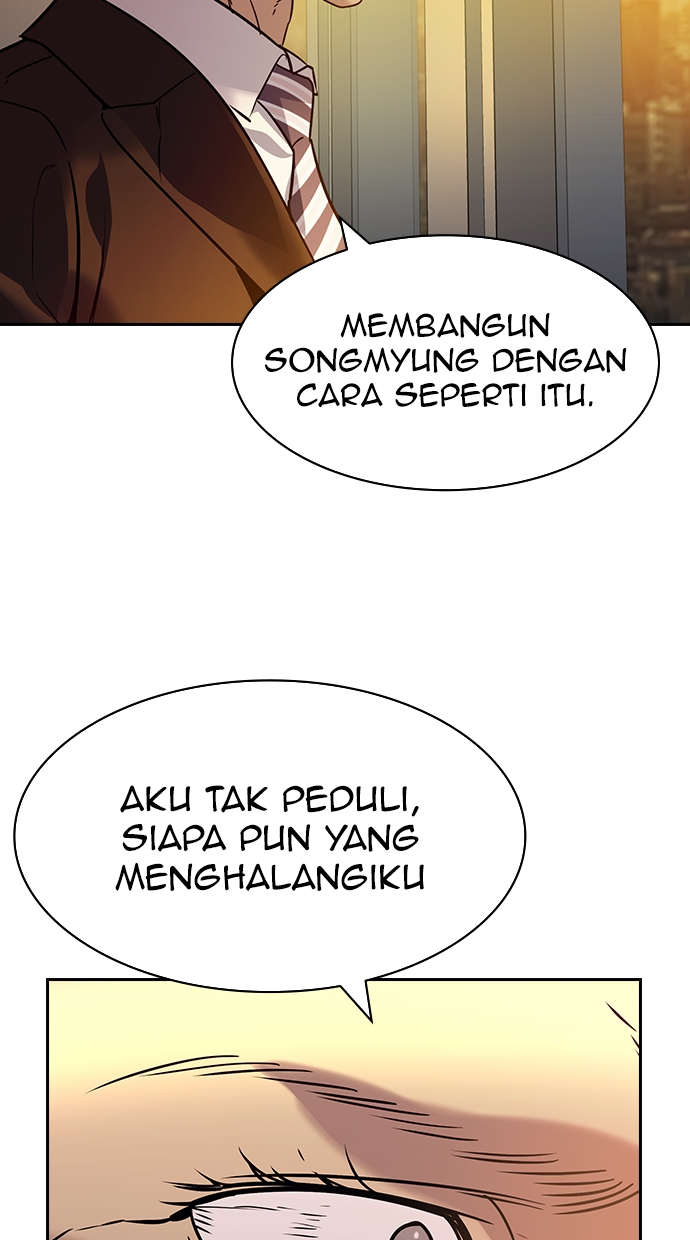 MEMBANGUN
SONGMYUNG DENGAN
CARA SEPERTI ITU.
AKU TAK PEDULI,
SIAPA PUN YANG
MENGHALANGIKU